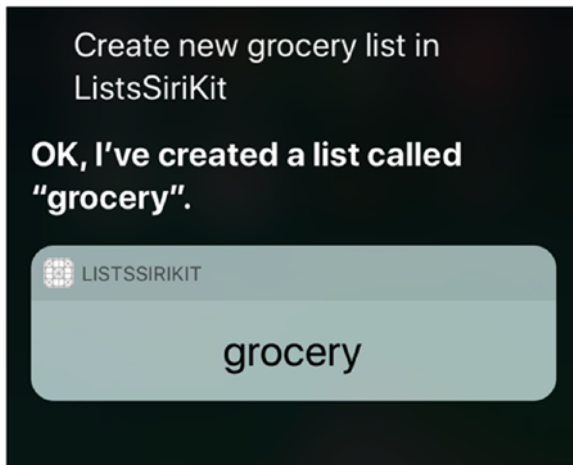 Create new grocery list in
ListsSiriKit
OK, I’ve created a list called
“grocery”.
LISTSSIRIKIT
grocery